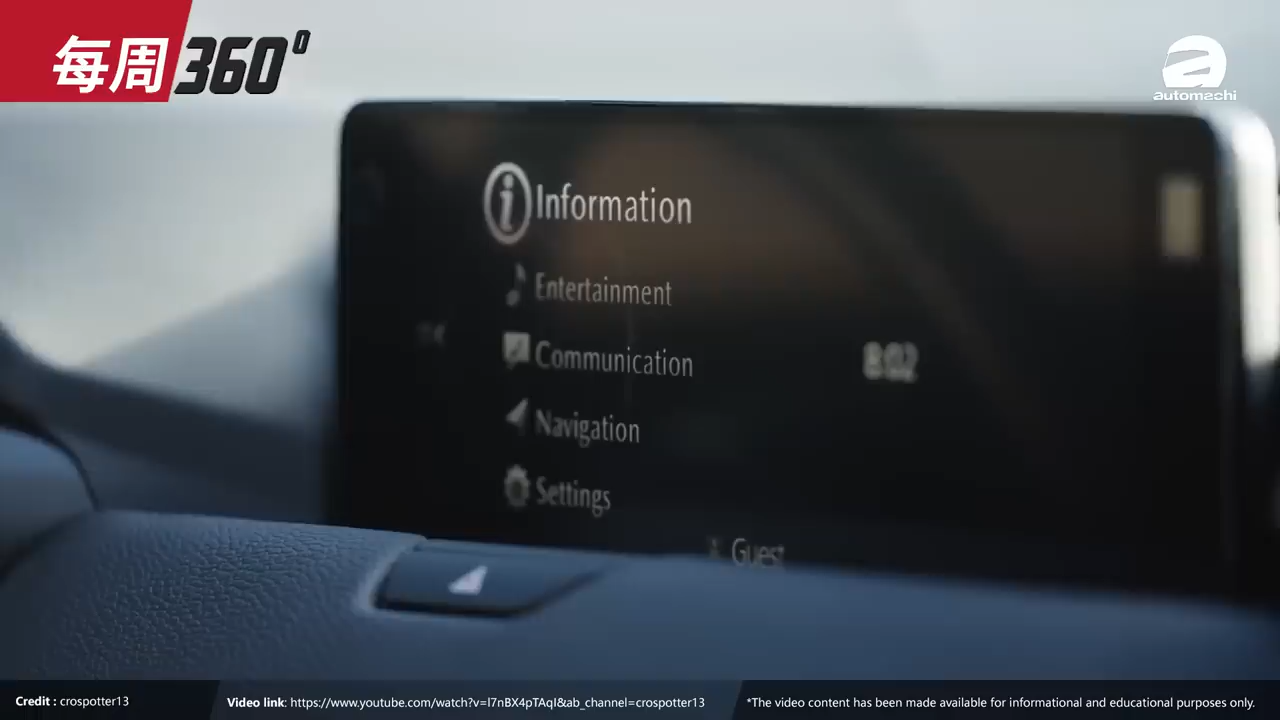 每周360°
automachi
Information
Entertainment
Communication
8:02
Navigation
Settings
Guest
Credit : crospotter13
Video link: https://www.youtube.com/watch?v=l7nBX4pTAqI&ab_channel=crospotter13
*The video content has been made available for informational and educational purposes only.